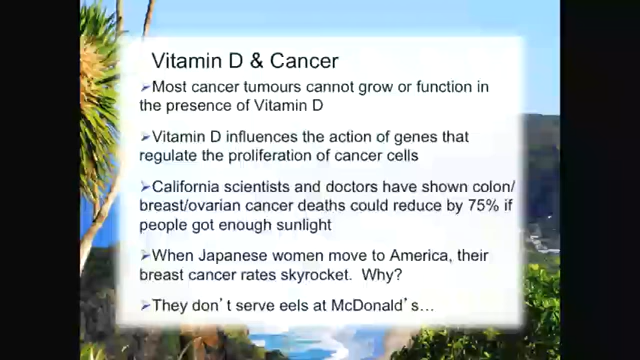 Vitamin D & Cancer
➢Most cancer tumours cannot grow or function in
the presence of Vitamin D
➢Vitamin D influences the action of genes that
regulate the proliferation of cancer cells
➢California scientists and doctors have shown colon/
breast/ovarian cancer deaths could reduce by 75% if
people got enough sunlight
➢When Japanese women move to America, their
breast cancer rates skyrocket.  Why?
➢They don’t serve eels at McDonald’s…